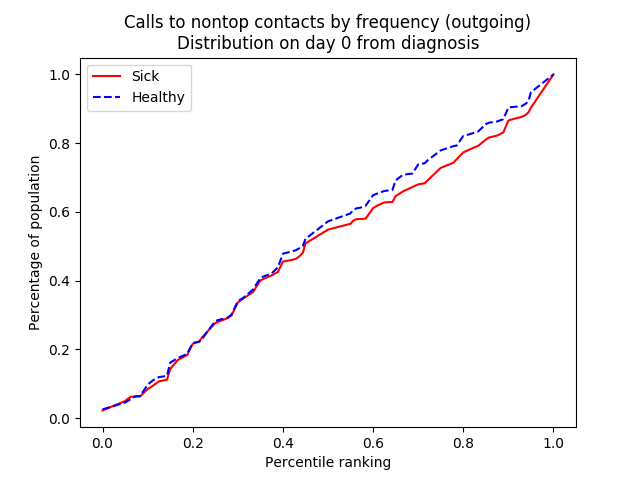 Calls to nontop contacts by frequency (outgoing)
Distribution on day 0 from diagnosis
Sick
Healthy
Percentage of population
1.0
0.8
0.6
0.4
0.2
0.0
0.0 0.2 0.4 0.6 0.8 1.0
Percentile ranking